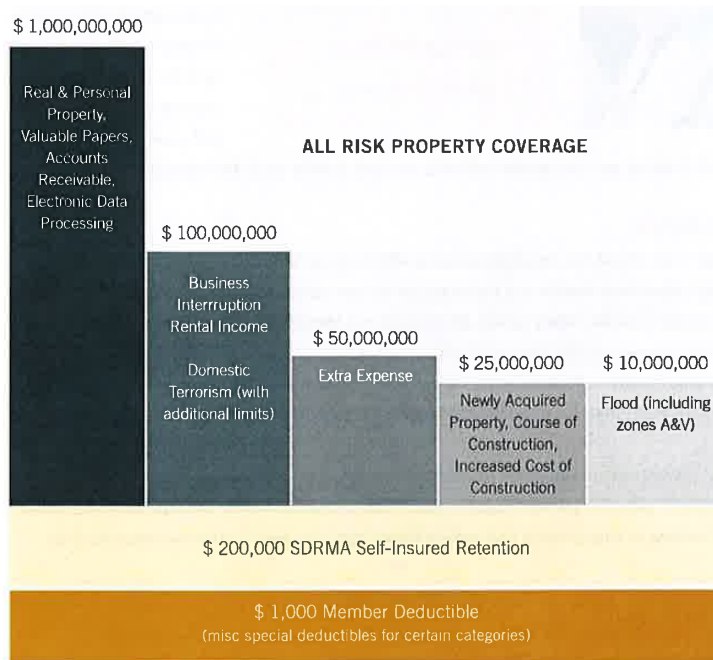 $ 1,000,000,000
Real & Personal
Property,
Valuable Papers,
Accounts
Receivable,
Electronic Data
Processing
ALL RISK PROPERTY COVERAGE
$ 100,000,000
Business
Interrruption
Rental Income
Domestic
Terrorism (with
additional limits)
$ 50,000,000
Extra Expense
$ 25,000,000
Newly Acquired
Property, Course of
Construction,
Increased Cost of
Construction
$ 10,000,000
Flood (including
zones A&V)
$ 200,000 SDRMA Self-Insured Retention
$ 1,000 Member Deductible
(misc special deductibles for certain categories)